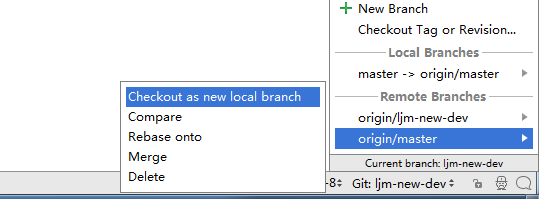 New Branch
Checkout Tag or Revision...
Local Branches
master -> origin/master
Remote Branches
origin/ljm-new-dev
origin/master
Checkout as new local branch
Compare
Rebase onto
Merge
Delete
Current branch: ljm-new-dev
-8 Git: ljm-new-dev